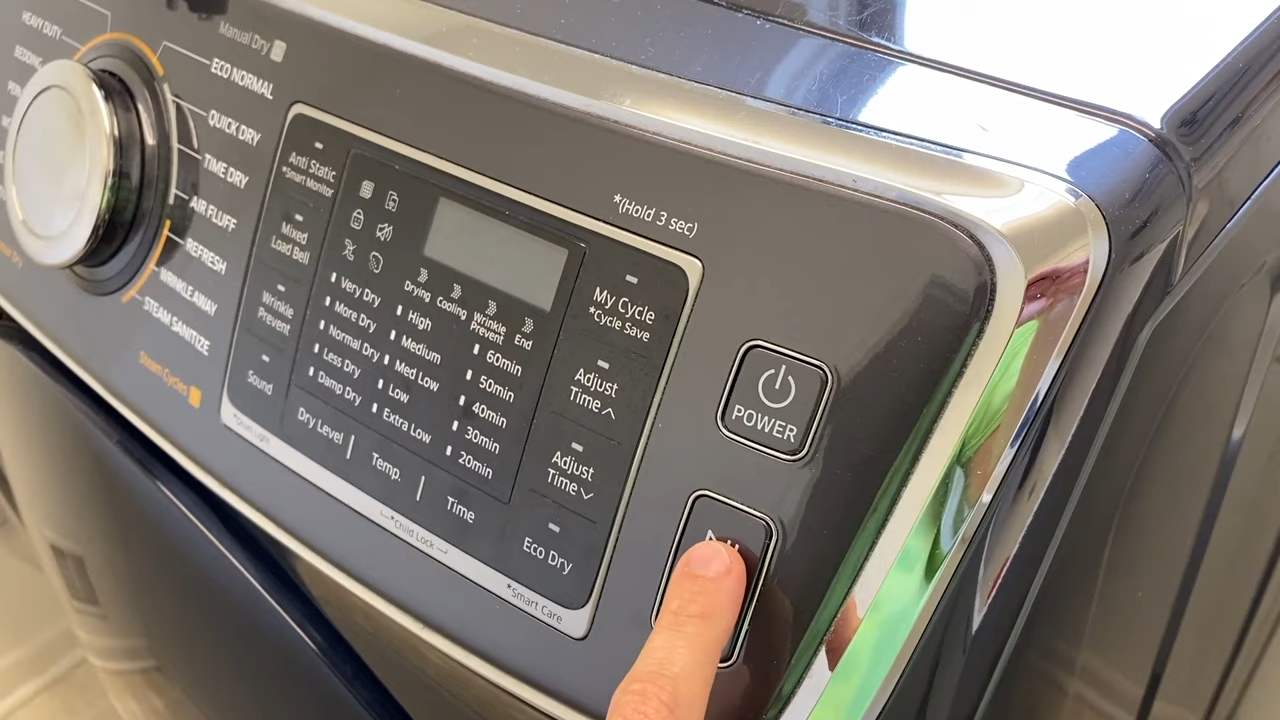 HEAVY DUTY
BEDDING
Manual Dry
ECO NORMAL
QUICK DRY
TIME DRY
AIR FLUFF
REFRESH
WRINKLE AWAY
STEAM SANITIZE
Steam Cycles
Anti Static
*Smart Monitor
Mixed
Load Bell
Wrinkle
Prevent
Sound
*Drum Light
Drying
Cooling
Wrinkle
Prevent
End
Very Dry
More Dry
Normal Dry
Less Dry
Damp Dry
High
Medium
Med Low
Low
Extra Low
60min
50min
40min
30min
20min
Dry Level
Temp.
Time
*Child Lock
*(Hold 3 sec)
My Cycle
*Cycle Save
Adjust
Time
Adjust
Time
Eco Dry
*Smart Care
POWER